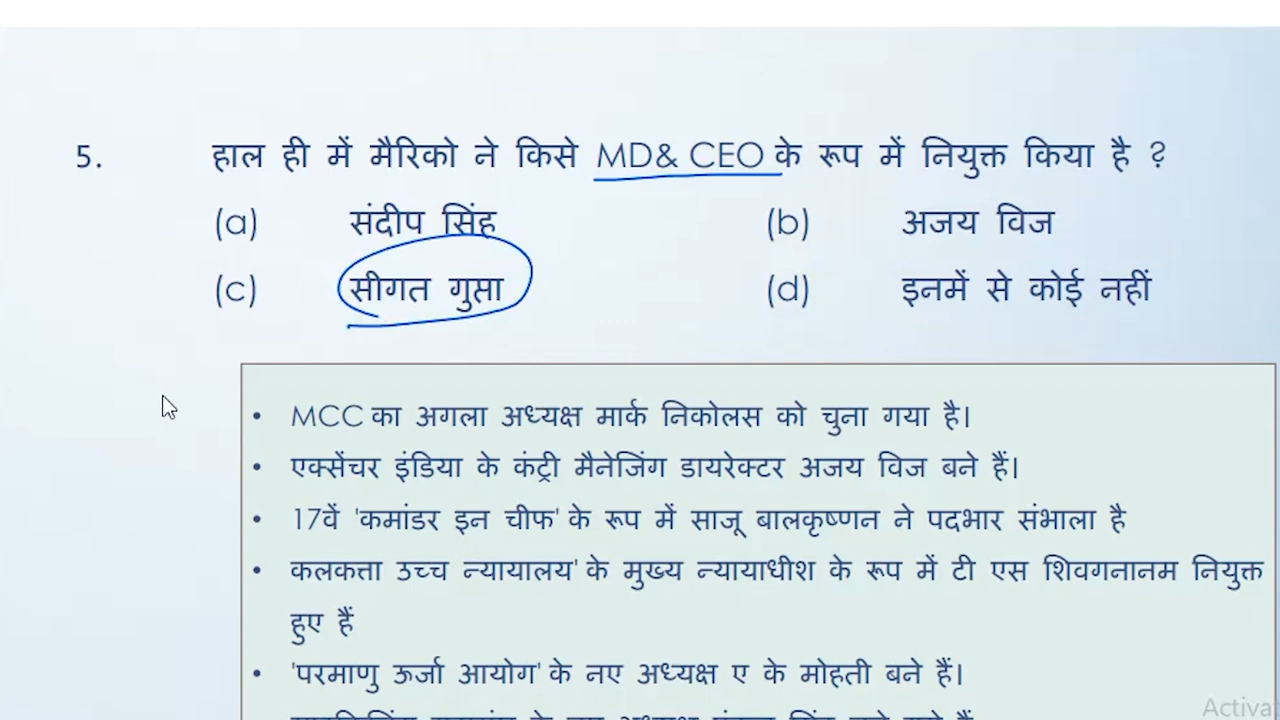 5. हाल ही में मैरिको ने किसे MD& CEO के रूप में नियुक्त किया है ?
(a) संदीप सिंह (b) अजय विज
(c) सीगत गुप्ता (d) इनमें से कोई नहीं
• MCC का अगला अध्यक्ष मार्क निकोलस को चुना गया है।
• एक्सेंचर इंडिया के कंट्री मैनेजिंग डायरेक्टर अजय विज बने हैं।
• 17वें 'कमांडर इन चीफ' के रूप में साजू बालकृष्णन ने पदभार संभाला है
• कलकत्ता उच्च न्यायालय' के मुख्य न्यायाधीश के रूप में टी एस शिवगनानम नियुक्त
हुए हैं
• 'परमाणु ऊर्जा आयोग' के नए अध्यक्ष ए के मोहती बने हैं।